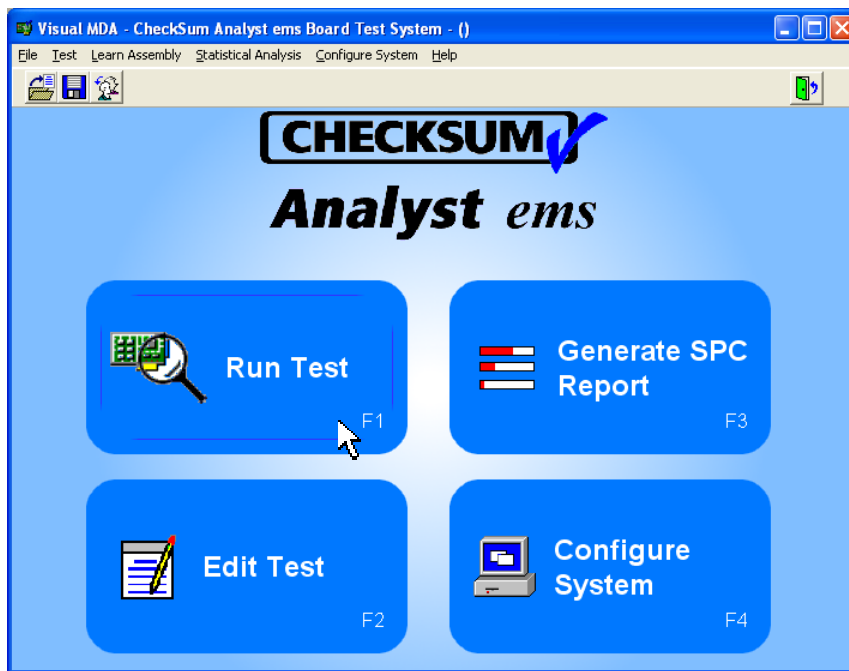 Visual MDA - CheckSum Analyst ems Board Test System - ()
File Test Learn Assembly Statistical Analysis Configure System Help
CHECKSUM
Analyst ems
Run Test
F1
Generate SPC
Report
F3
Edit Test
F2
Configure
System
F4